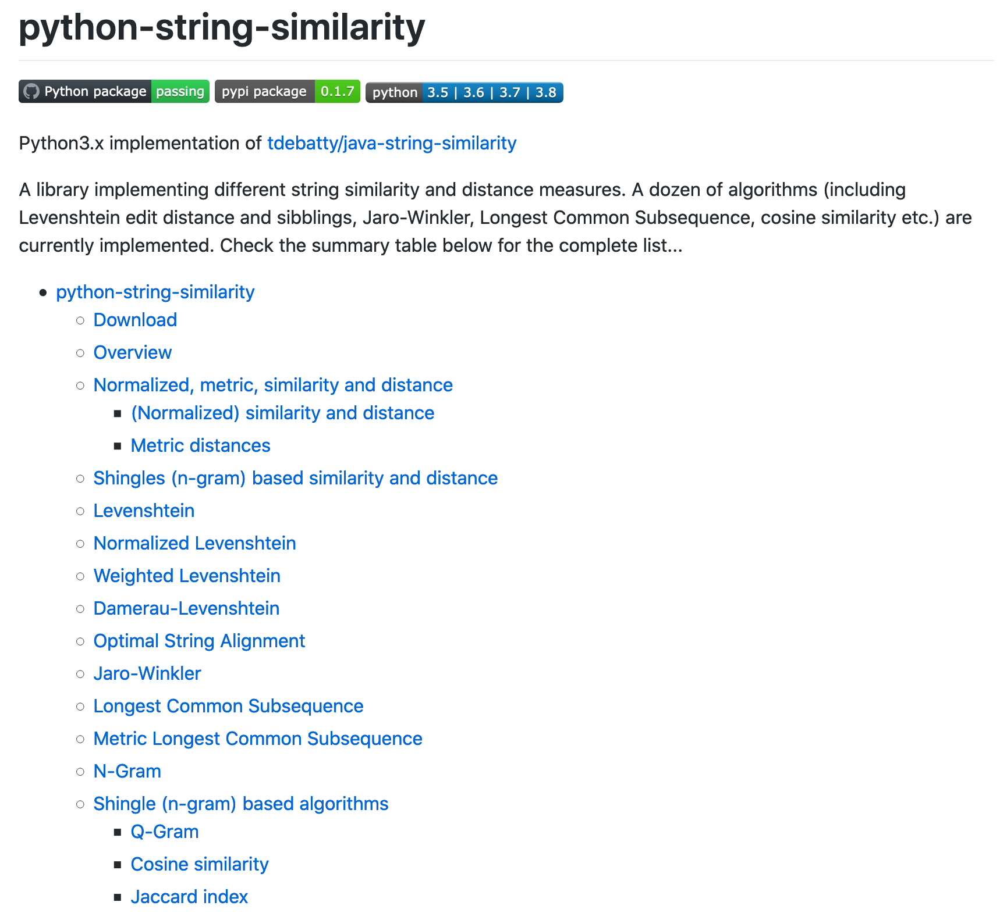 python-string-similarity
Python package passing pypi package 0.1.7 python 3.5 | 3.6 | 3.7 | 3.8
Python3.x implementation of tdebatty/java-string-similarity
A library implementing different string similarity and distance measures. A dozen of algorithms (including
Levenshtein edit distance and sibblings, Jaro-Winkler, Longest Common Subsequence, cosine similarity etc.) are
currently implemented. Check the summary table below for the complete list...
python-string-similarity
Download
Overview
Normalized, metric, similarity and distance
(Normalized) similarity and distance
Metric distances
Shingles (n-gram) based similarity and distance
Levenshtein
Normalized Levenshtein
Weighted Levenshtein
Damerau-Levenshtein
Optimal String Alignment
Jaro-Winkler
Longest Common Subsequence
Metric Longest Common Subsequence
N-Gram
Shingle (n-gram) based algorithms
Q-Gram
Cosine similarity
Jaccard index